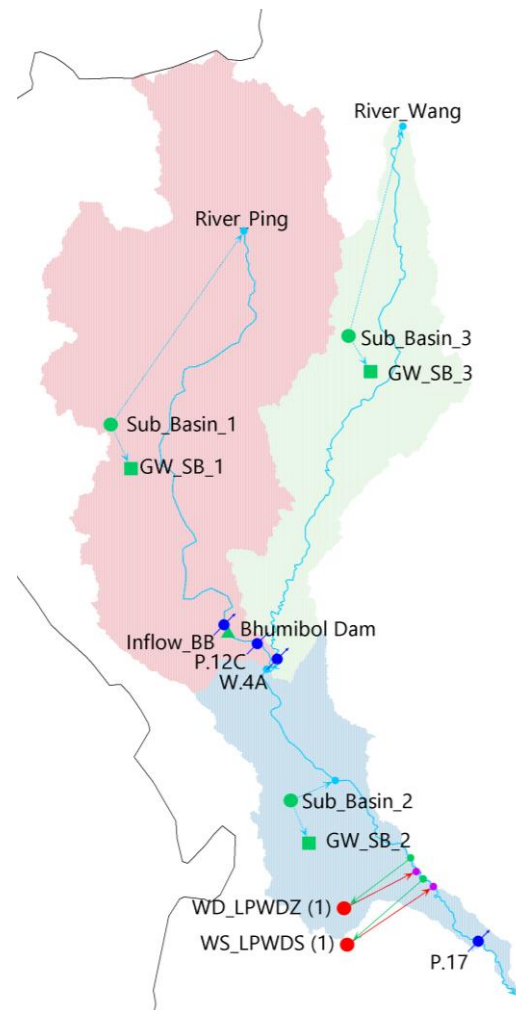 River_Wang
River_Ping
Sub_Basin_3
GW_SB_3
Sub_Basin_1
GW_SB_1
Bhumibol Dam
Inflow_BB
P.12C
W.4A
Sub_Basin_2
GW_SB_2
WD_LPWDZ (1)
WS_LPWDS (1)
P.17